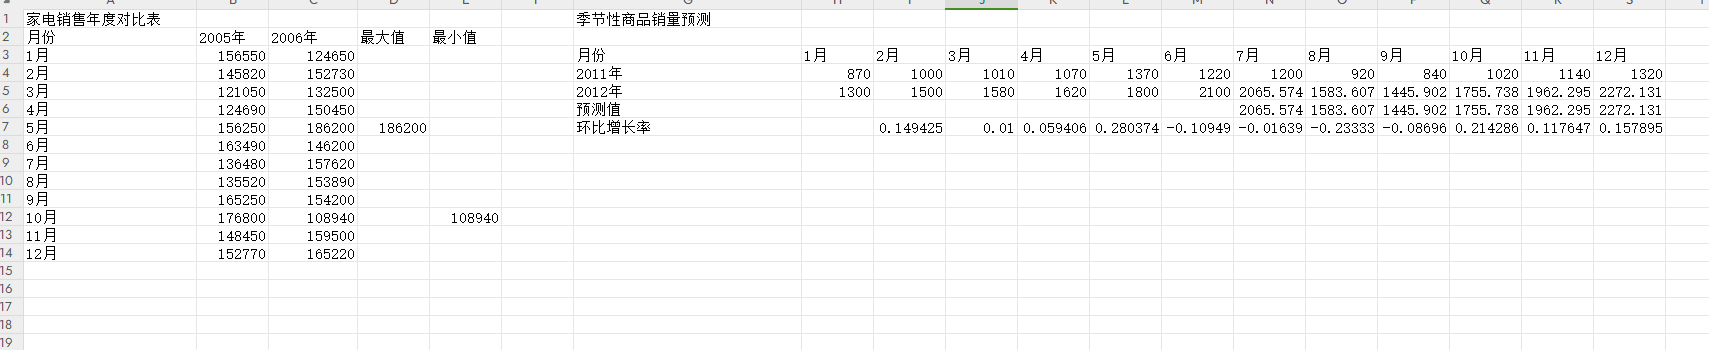 A B C D E F G H I J K L M N O P Q R S T
1 家电销售年度对比表 季节性商品销量预测
2 月份 2005年 2006年 最大值 最小值
3 1月 156550 124650 月份 1月 2月 3月 4月 5月 6月 7月 8月 9月 10月 11月 12月
4 2月 145820 152730 2011年 870 1000 1010 1070 1370 1220 1200 920 840 1020 1140 1320
5 3月 121050 132500 2012年 1300 1500 1580 1620 1800 2100 2065.574 1583.607 1445.902 1755.738 1962.295 2272.131
6 4月 124690 150450 预测值 2065.574 1583.607 1445.902 1755.738 1962.295 2272.131
7 5月 156250 186200 186200 环比增长率 0.149425 0.01 0.059406 0.280374 -0.10949 -0.01639 -0.23333 -0.08696 0.214286 0.117647 0.157895
8 6月 163490 146200
9 7月 136480 157620
10 8月 135520 153890
11 9月 165250 154200
12 10月 176800 108940 108940
13 11月 148450 159500
14 12月 152770 165220
15
16
17
18
19